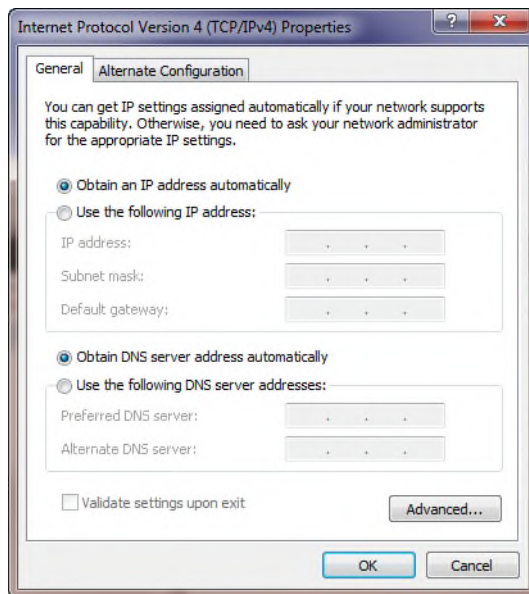 Internet Protocol Version 4 (TCP/IPv4) Properties
General
Alternate Configuration
You can get IP settings assigned automatically if your network supports
this capability. Otherwise, you need to ask your network administrator
for the appropriate IP settings.
Obtain an IP address automatically
Use the following IP address:
IP address:
Subnet mask:
Default gateway:
Obtain DNS server address automatically
Use the following DNS server addresses:
Preferred DNS server:
Alternate DNS server:
Validate settings upon exit
Advanced...
OK
Cancel